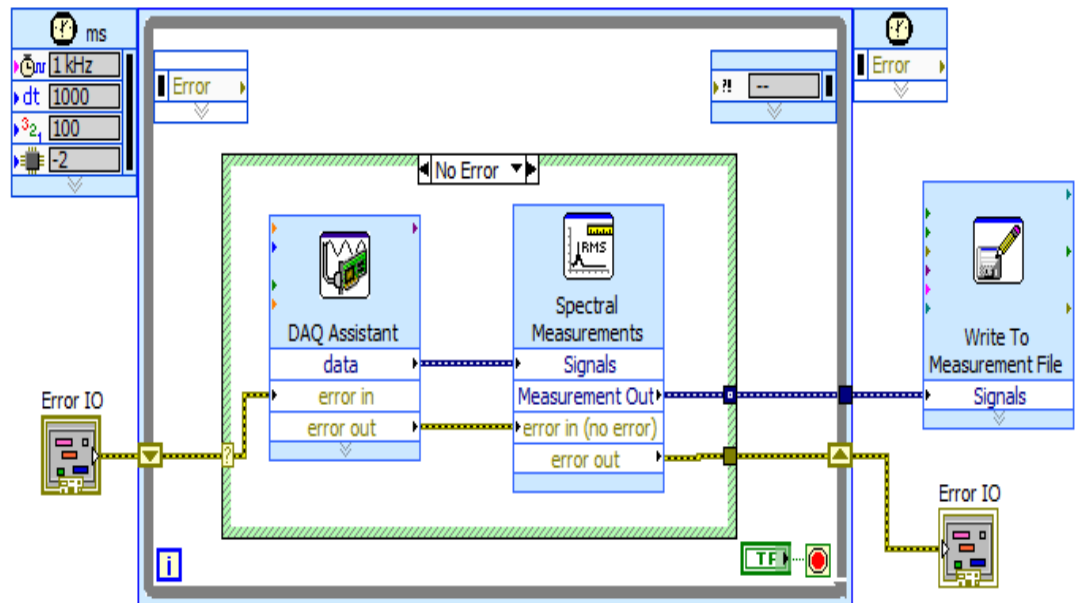 ms
1 kHz
dt 1000
321 100
-2
Error
?! --
Error
No Error
RMS
DAQ Assistant
data
error in
error out
Spectral
Measurements
Signals
Measurement Out
error in (no error)
error out
Write To
Measurement File
Signals
Error IO
?
Error IO
i
TF